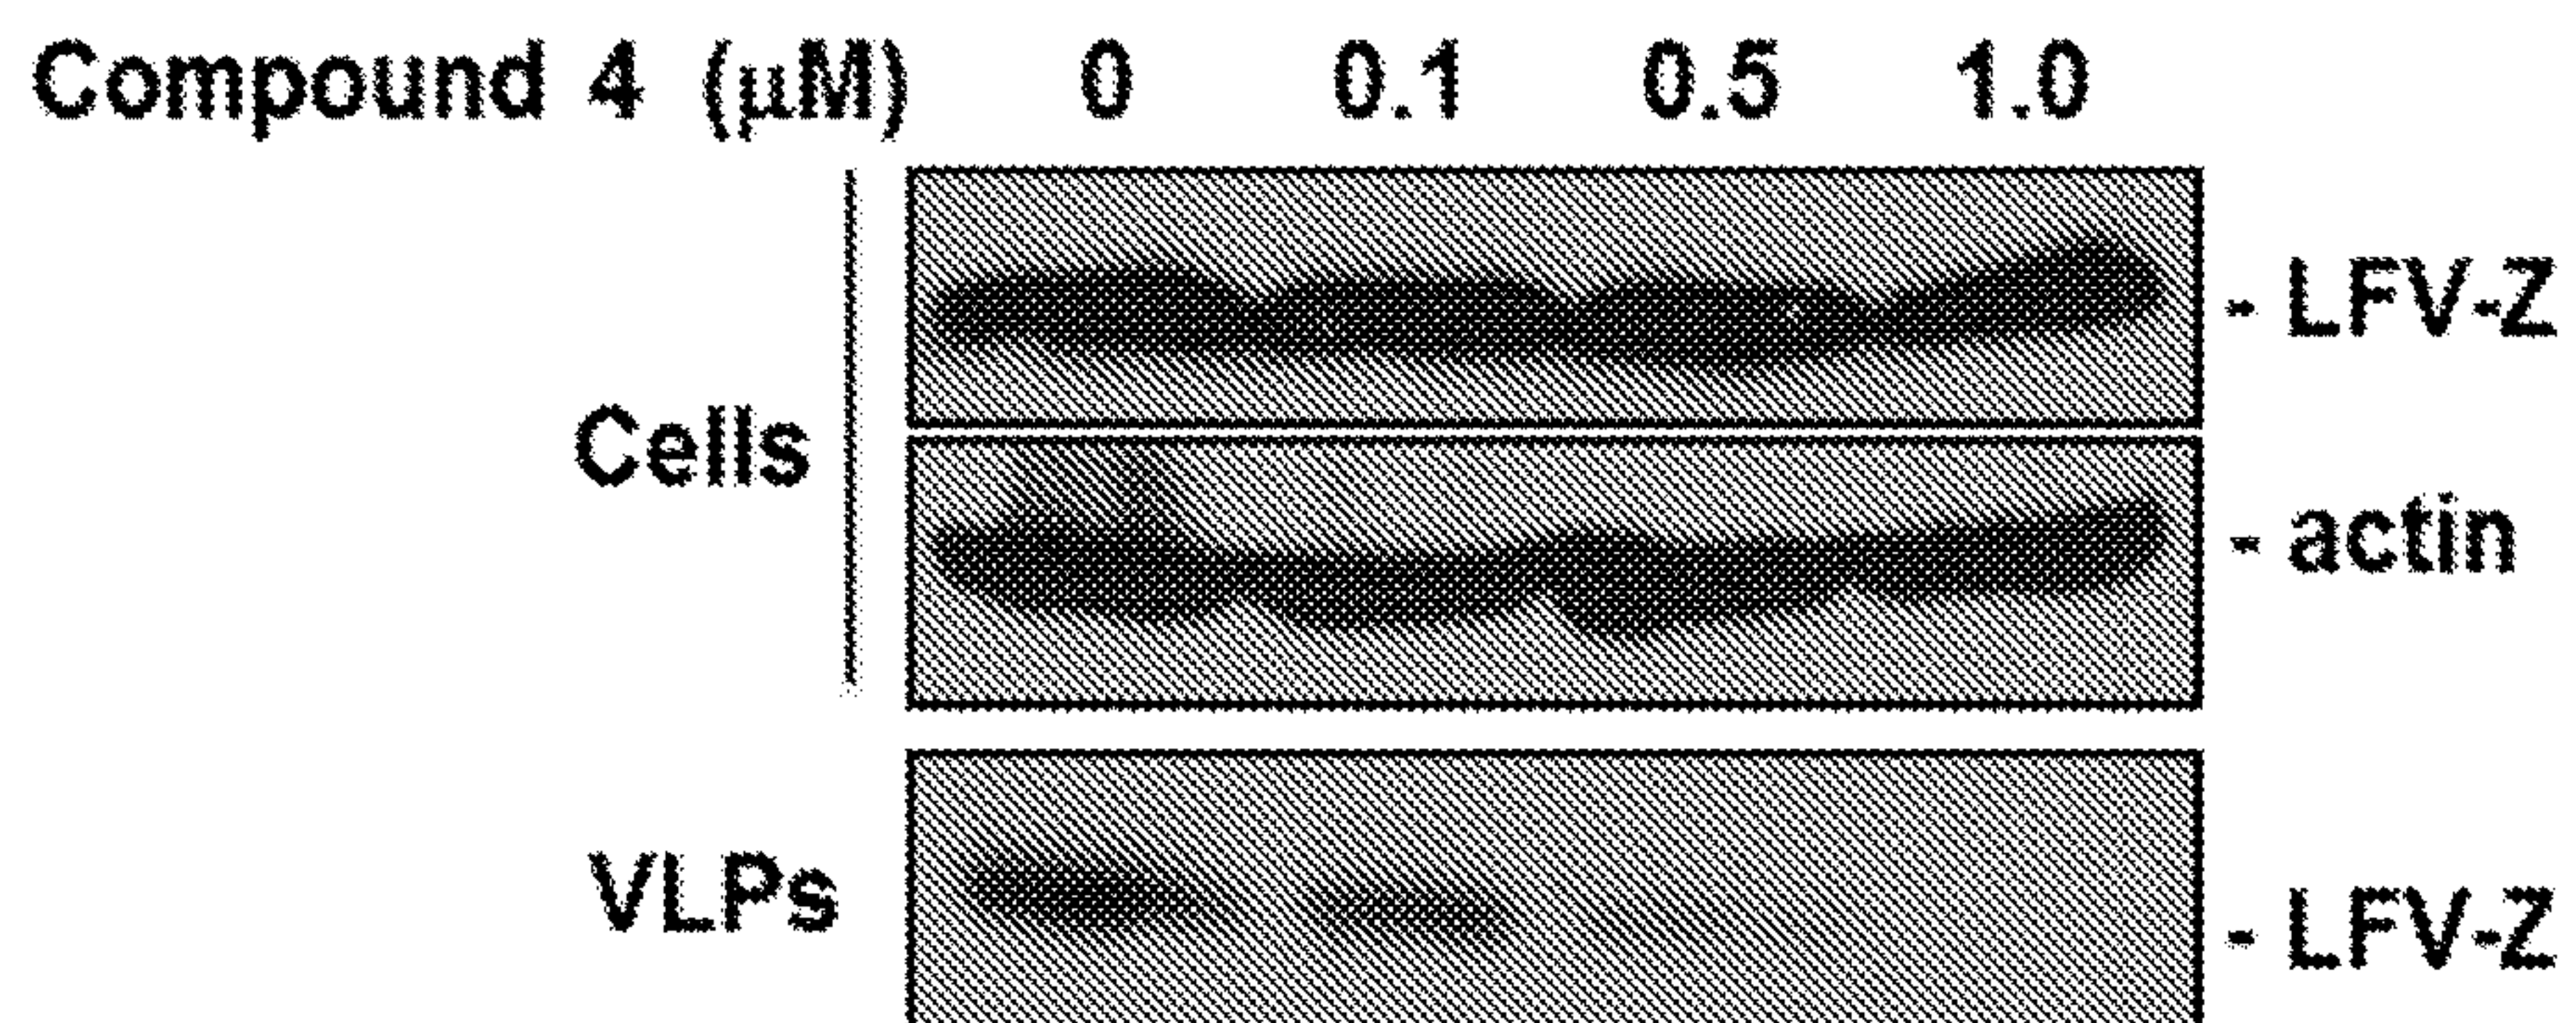 Compound 4 (μM) 0 0.1 0.5 1.0
- LFV-Z
Cells
- actin
VLPs
- LFV-Z